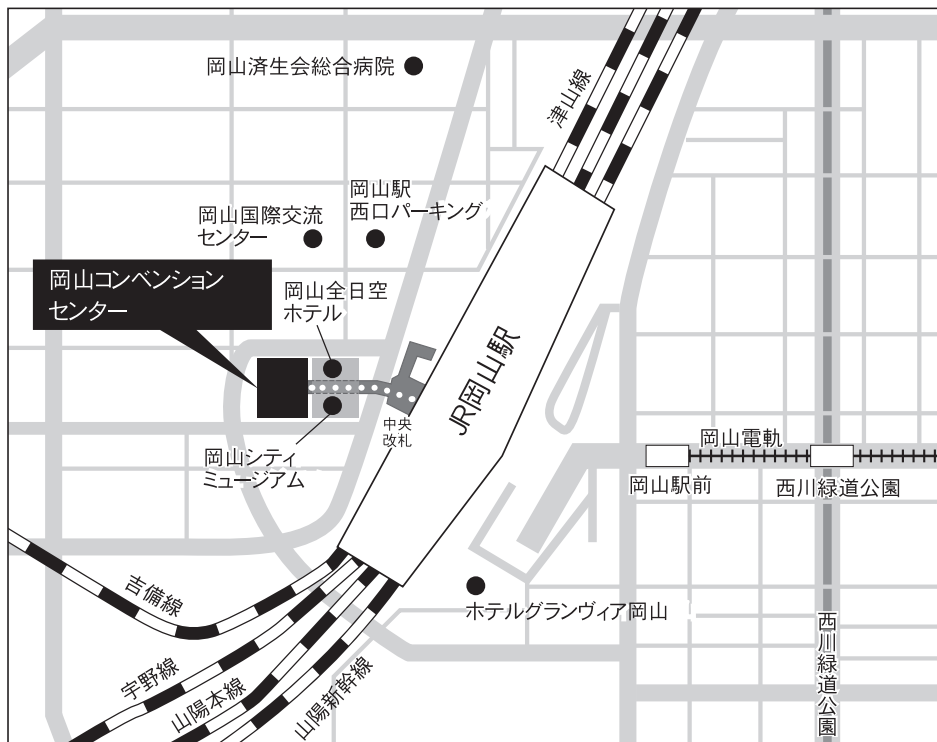 岡山済生会総合病院
津山線
岡山駅
西口パーキング
岡山国際交流
センター
岡山コンベンション
センター
岡山全日空
ホテル
JR岡山駅
中央
改札
岡山シティ
ミュージアム
岡山電軌
岡山駅前
西川緑道公園
吉備線
ホテルグランヴィア岡山
宇野線
山陽本線
山陽新幹線
西川緑道公園